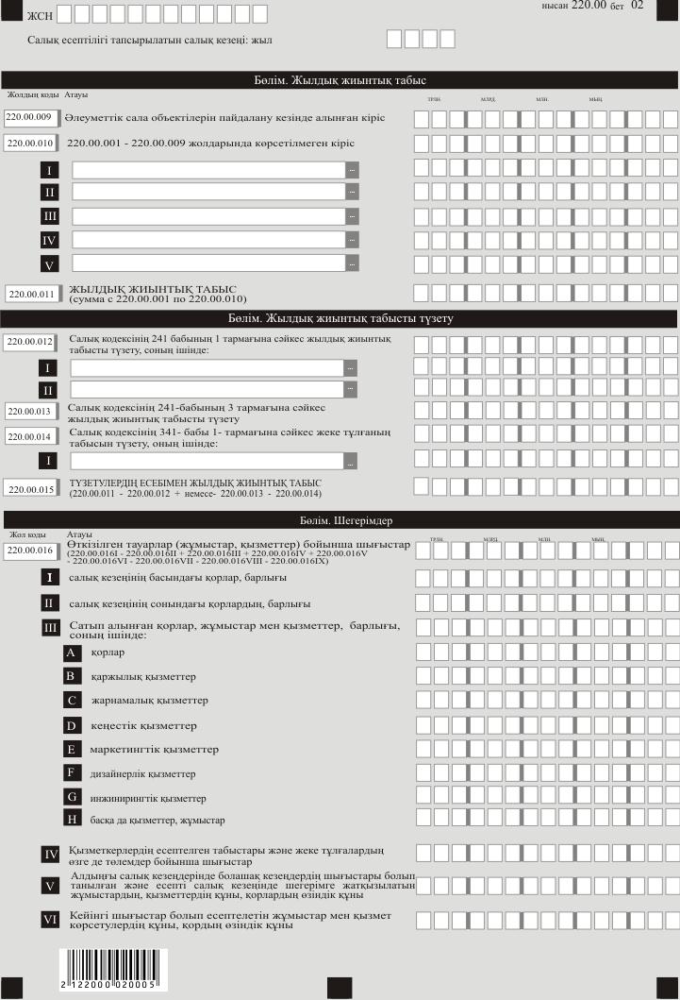 нысан 220.00 бет 02
ЖСН
Салық есептілігі тапсырылатын салық кезеңі: жыл
Бөлім. Жылдық жиынтық табыс
Жолдың коды Атауы
трлн. млрд. млн. мың.
220.00.009 Әлеуметтік сала объектілерін пайдалану кезінде алынған кіріс
220.00.010 220.00.001 - 220.00.009 жолдарында көрсетілмеген кіріс
I ...
II ...
III ...
IV ...
V ...
220.00.011 ЖЫЛДЫҚ ЖИЫНТЫҚ ТАБЫС
(сумма с 220.00.001 по 220.00.010)
Бөлім. Жылдық жиынтық табысты түзету
220.00.012 Салық кодексінің 241 бабының 1 тармағына сәйкес жылдық жиынтық
табысты түзету, соның ішінде:
I ...
II ...
220.00.013 Салық кодексінің 241-бабының 3 тармағына сәйкес
жылдық жиынтық табысты түзету
220.00.014 Салық кодексінің 341- бабы 1- тармағына сәйкес жеке тұлғаның
табысын түзету, оның ішінде:
I ...
220.00.015 ТҮЗЕТУЛЕРДІҢ ЕСЕБІМЕН ЖЫЛДЫҚ ЖИЫНТЫҚ ТАБЫС
(220.00.011 - 220.00.012 + немесе- 220.00.013 - 220.00.014)
Бөлім. Шегерімдер
Жол коды Атауы
трлн. млрд. млн. мың.
220.00.016 Өткізілген тауарлар (жұмыстар, қызметтер) бойынша шығыстар
(220.00.016I - 220.00.016II + 220.00.016III + 220.00.016IV + 220.00.016V
- 220.00.016VI - 220.00.016VII - 220.00.016VIII - 220.00.016IX)
I салық кезеңінің басындағы қорлар, барлығы
II салық кезеңінің сонындағы қорлардың, барлығы
III Сатып алынған қорлар, жұмыстар мен қызметтер, барлығы,
соның ішінде:
A қорлар
B қаржылық қызметтер
C жарнамалық қызметтер
D кеңестік қызметтер
E маркетингтік қызметтер
F дизайнерлік қызметтер
G инжинирингтік қызметтер
H басқа да қызметтер, жұмыстар
IV Қызметкерлердің есептелген табыстары және жеке тұлғалардың
өзге де төлемдер бойынша шығыстар
V Алдыңғы салық кезеңдерінде болашақ кезеңдердің шығыстары болып
танылған және есепті салық кезеңінде шегерімге жатқызылатын
жұмыстардың, қызметтердің құны, қорлардың өзіндік құны
VI Кейінгі шығыстар болып есептелетін жұмыстар мен қызмет
көрсетулердің құны, қордың өзіндік құны
2 122000 020005